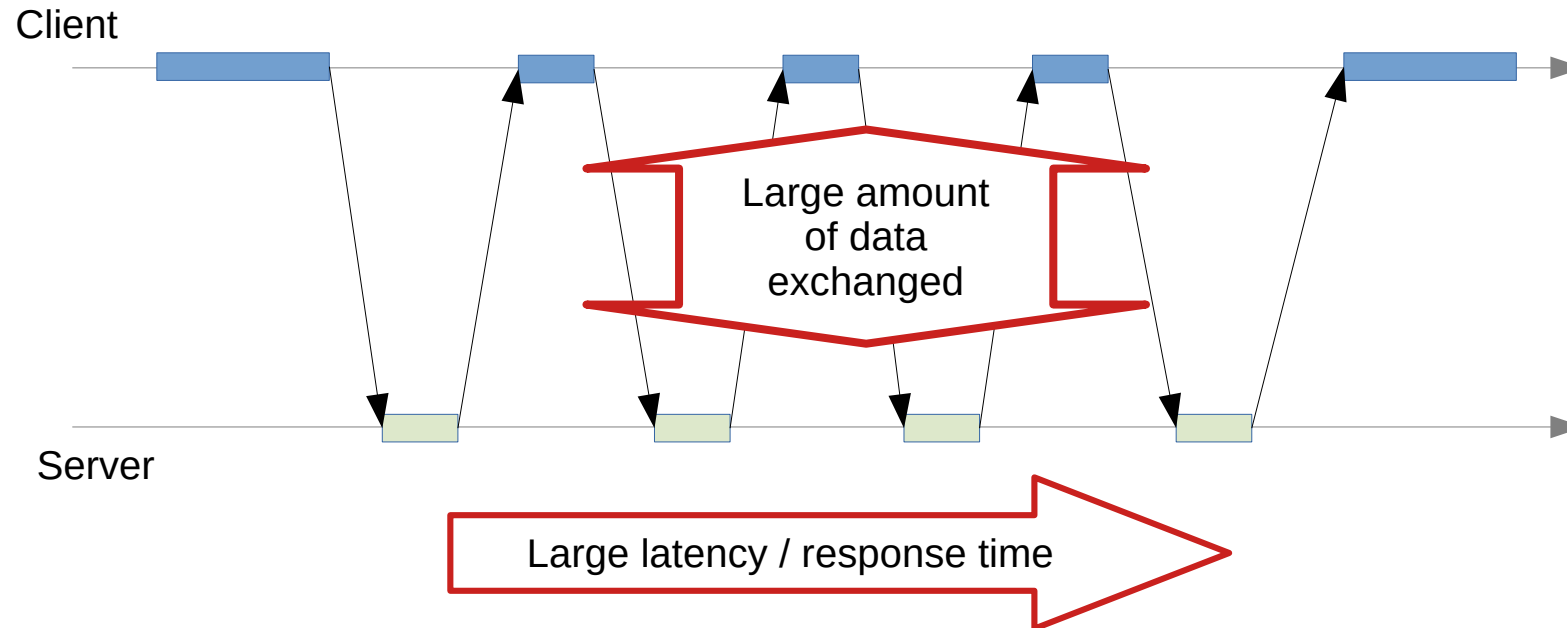 Client
Large amount
of data
exchanged
Server
Large latency / response time